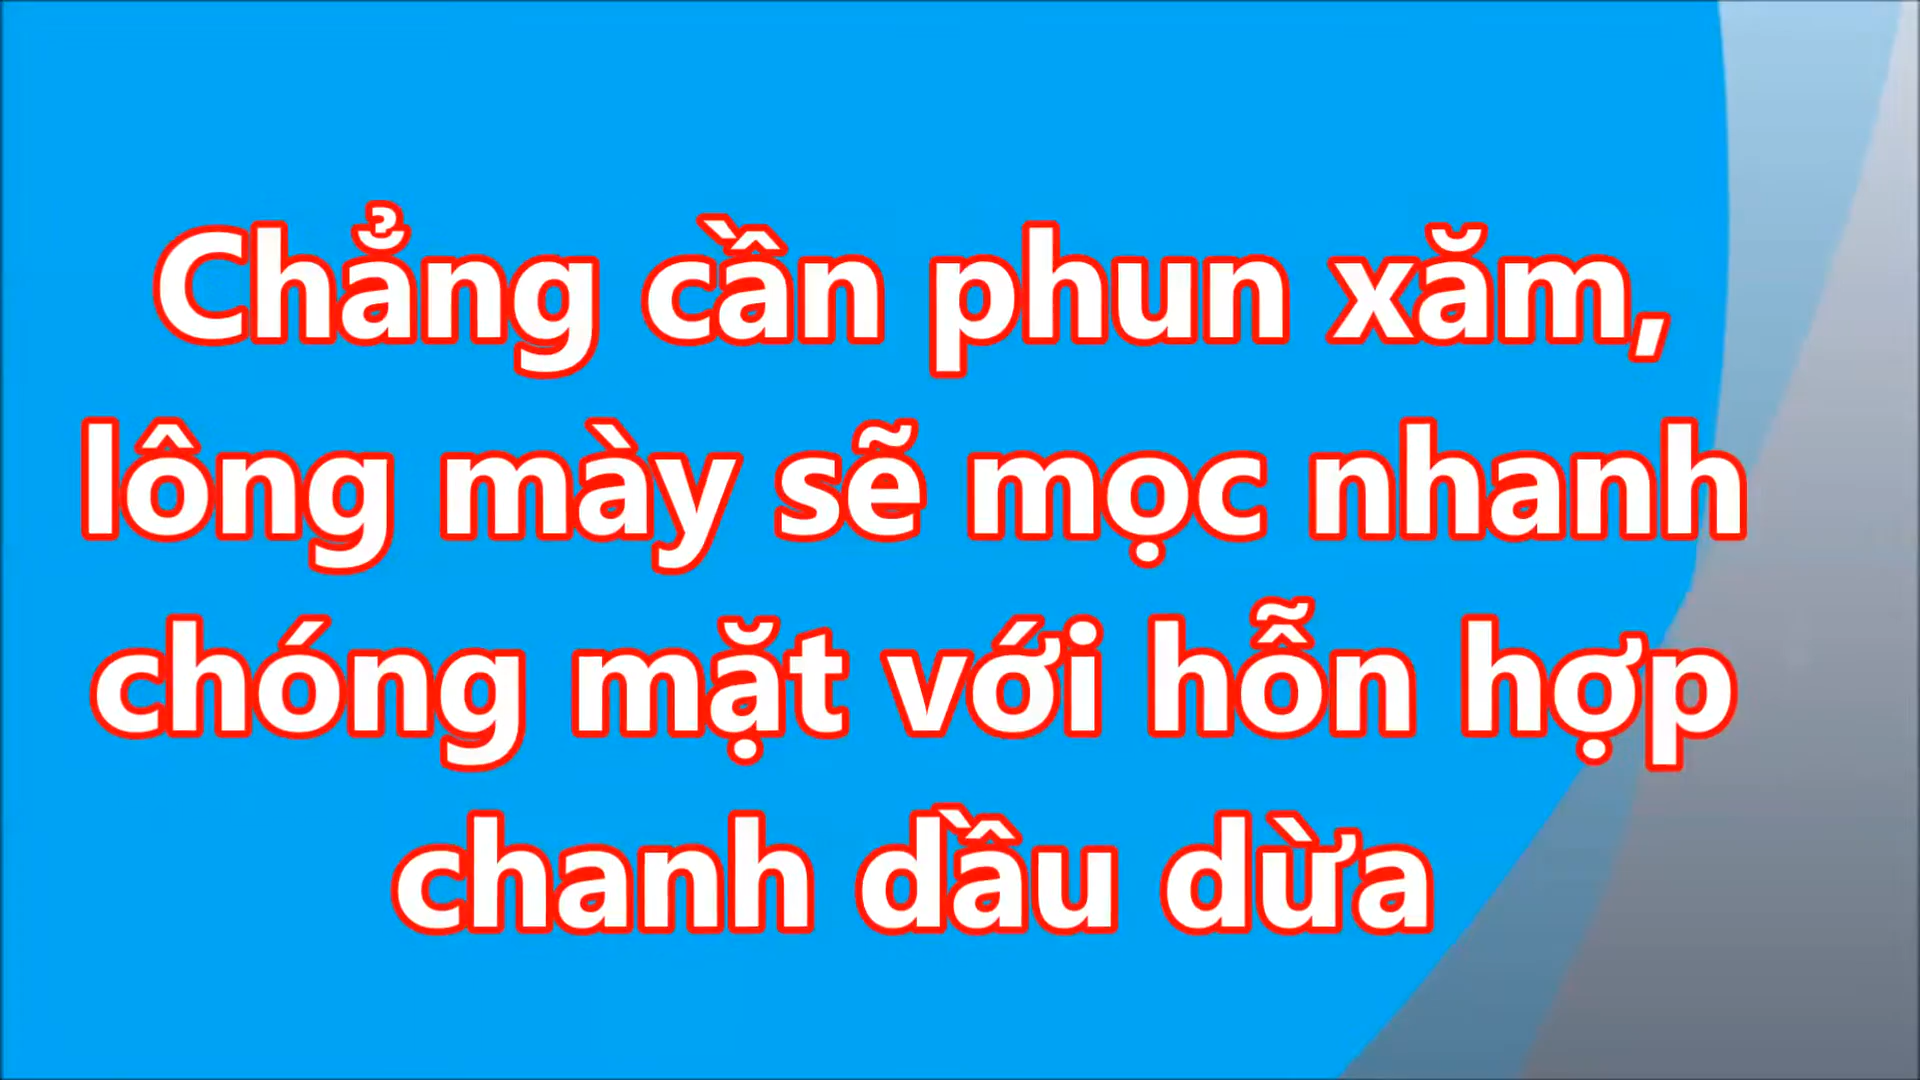 Chẳng cần phun xăm,
lông mày sẽ mọc nhanh
chóng mặt với hỗn hợp
chanh dầu dừa